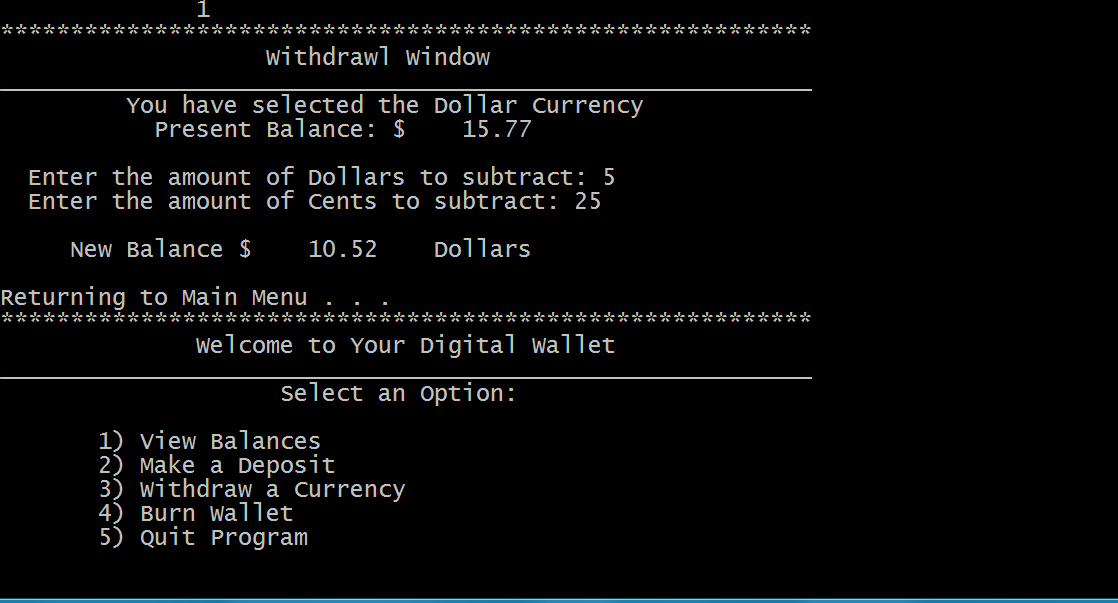 1
**********************************************************
Withdrawl Window
You have selected the Dollar Currency
Present Balance: $    15.77
Enter the amount of Dollars to subtract: 5
Enter the amount of Cents to subtract: 25
New Balance $    10.52    Dollars
Returning to Main Menu . . .
**********************************************************
Welcome to Your Digital Wallet
Select an Option:
1) View Balances
2) Make a Deposit
3) Withdraw a Currency
4) Burn Wallet
5) Quit Program